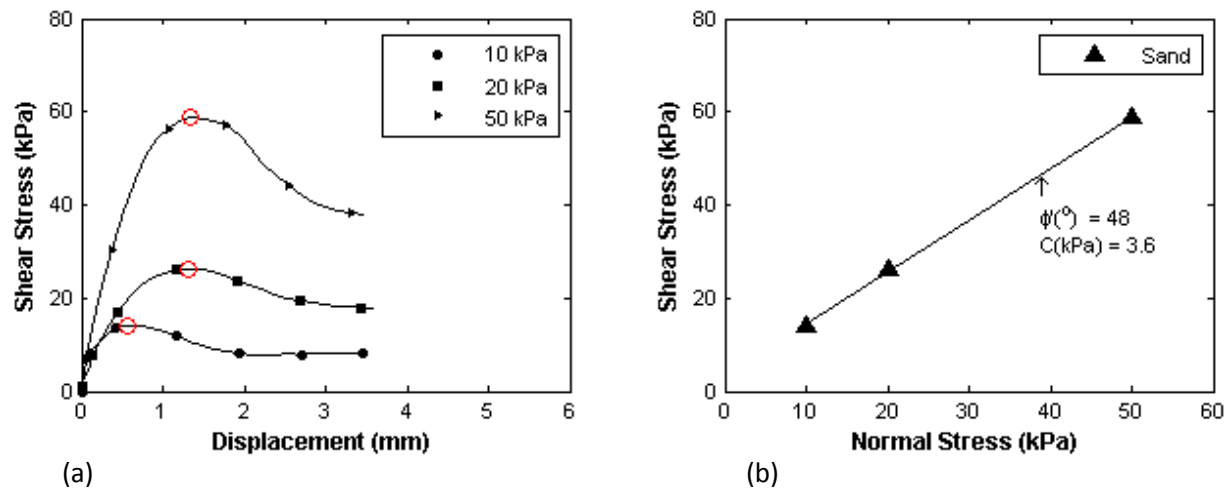 80
60
40
20
0
Shear Stress (kPa)
10 kPa
20 kPa
50 kPa
0 1 2 3 4 5 6
Displacement (mm)
(a)
80
60
40
20
0
Shear Stress (kPa)
Sand
ϕ(°) = 48
C(kPa) = 3.6
0 10 20 30 40 50 60
Normal Stress (kPa)
(b)